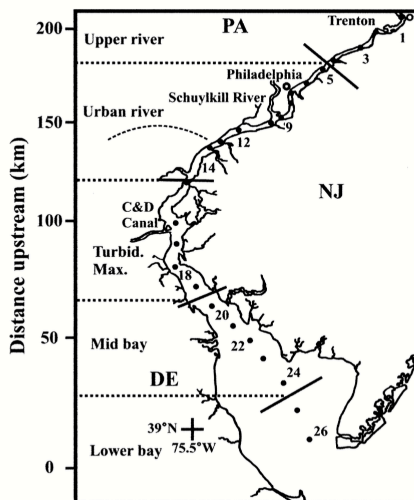 PA
Trenton
200
Upper river
1
3
5
Philadelphia
Schuylkill River
Urban river
150
9
12
14
NJ
C&D
Canal
100
Turbid.
Max.
18
20
50
22
Mid bay
24
DE
39°N
75.5°W
26
Lower bay
0
Distance upstream (km)